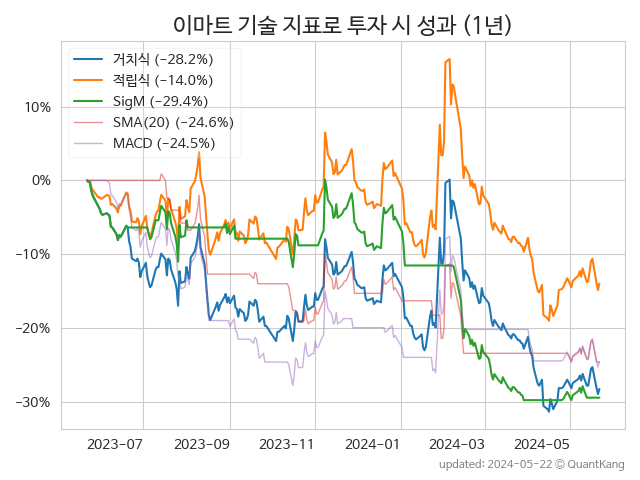 이마트 기술 지표로 투자 시 성과 (1년)
거치식 (−28.2%)
적립식 (−14.0%)
SigM (−29.4%)
SMA(20) (−24.6%)
MACD (−24.5%)
10%
0%
−10%
−20%
−30%
2023-07 2023-09 2023-11 2024-01 2024-03 2024-05
updated: 2024-05-22 © QuantKang